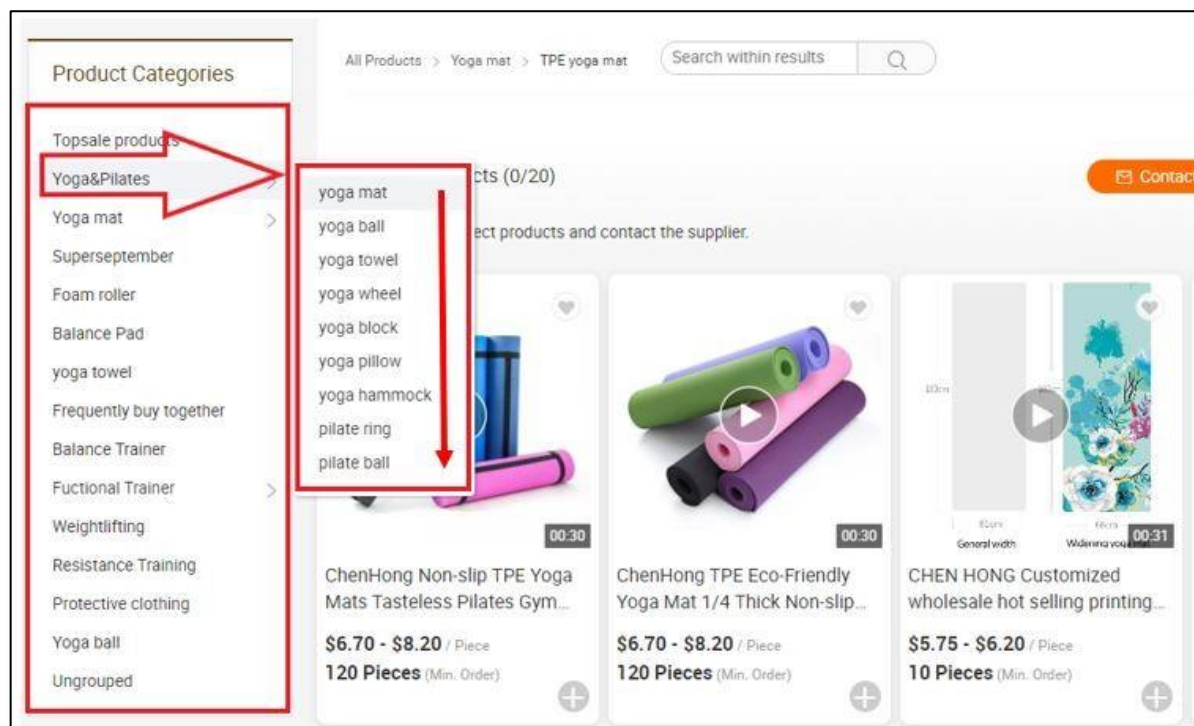 Product Categories
Topsale products
Yoga&Pilates
Yoga mat
Superseptember
Foam roller
Balance Pad
yoga towel
Frequently buy together
Balance Trainer
Fuctional Trainer
Weightlifting
Resistance Training
Protective clothing
Yoga ball
Ungrouped
yoga mat
yoga ball
yoga towel
yoga wheel
yoga block
yoga pillow
yoga hammock
pilate ring
pilate ball
All Products > Yoga mat > TPE yoga mat
Search within results
cts (0/20)
Contact
ect products and contact the supplier.
00:30
ChenHong Non-slip TPE Yoga
Mats Tasteless Pilates Gym...
$6.70 - $8.20 / Piece
120 Pieces (Min. Order)
00:30
ChenHong TPE Eco-Friendly
Yoga Mat 1/4 Thick Non-slip...
$6.70 - $8.20 / Piece
120 Pieces (Min. Order)
General width
Widening yoga
00:31
CHEN HONG Customized
wholesale hot selling printing...
$5.75 - $6.20 / Piece
10 Pieces (Min. Order)